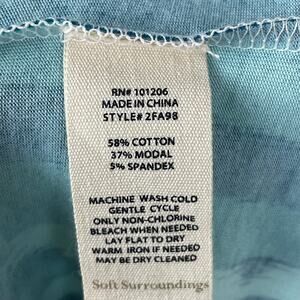 RN# 101206
MADE IN CHINA
STYLE# 2FA98
58% COTTON
37% MODAL
5% SPANDEX
MACHINE WASH COLD
GENTLE CYCLE
ONLY NON-CHLORINE
BLEACH WHEN NEEDED
LAY FLAT TO DRY
WARM IRON IF NEEDED
MAY BE DRY CLEANED
Soft Surroundings